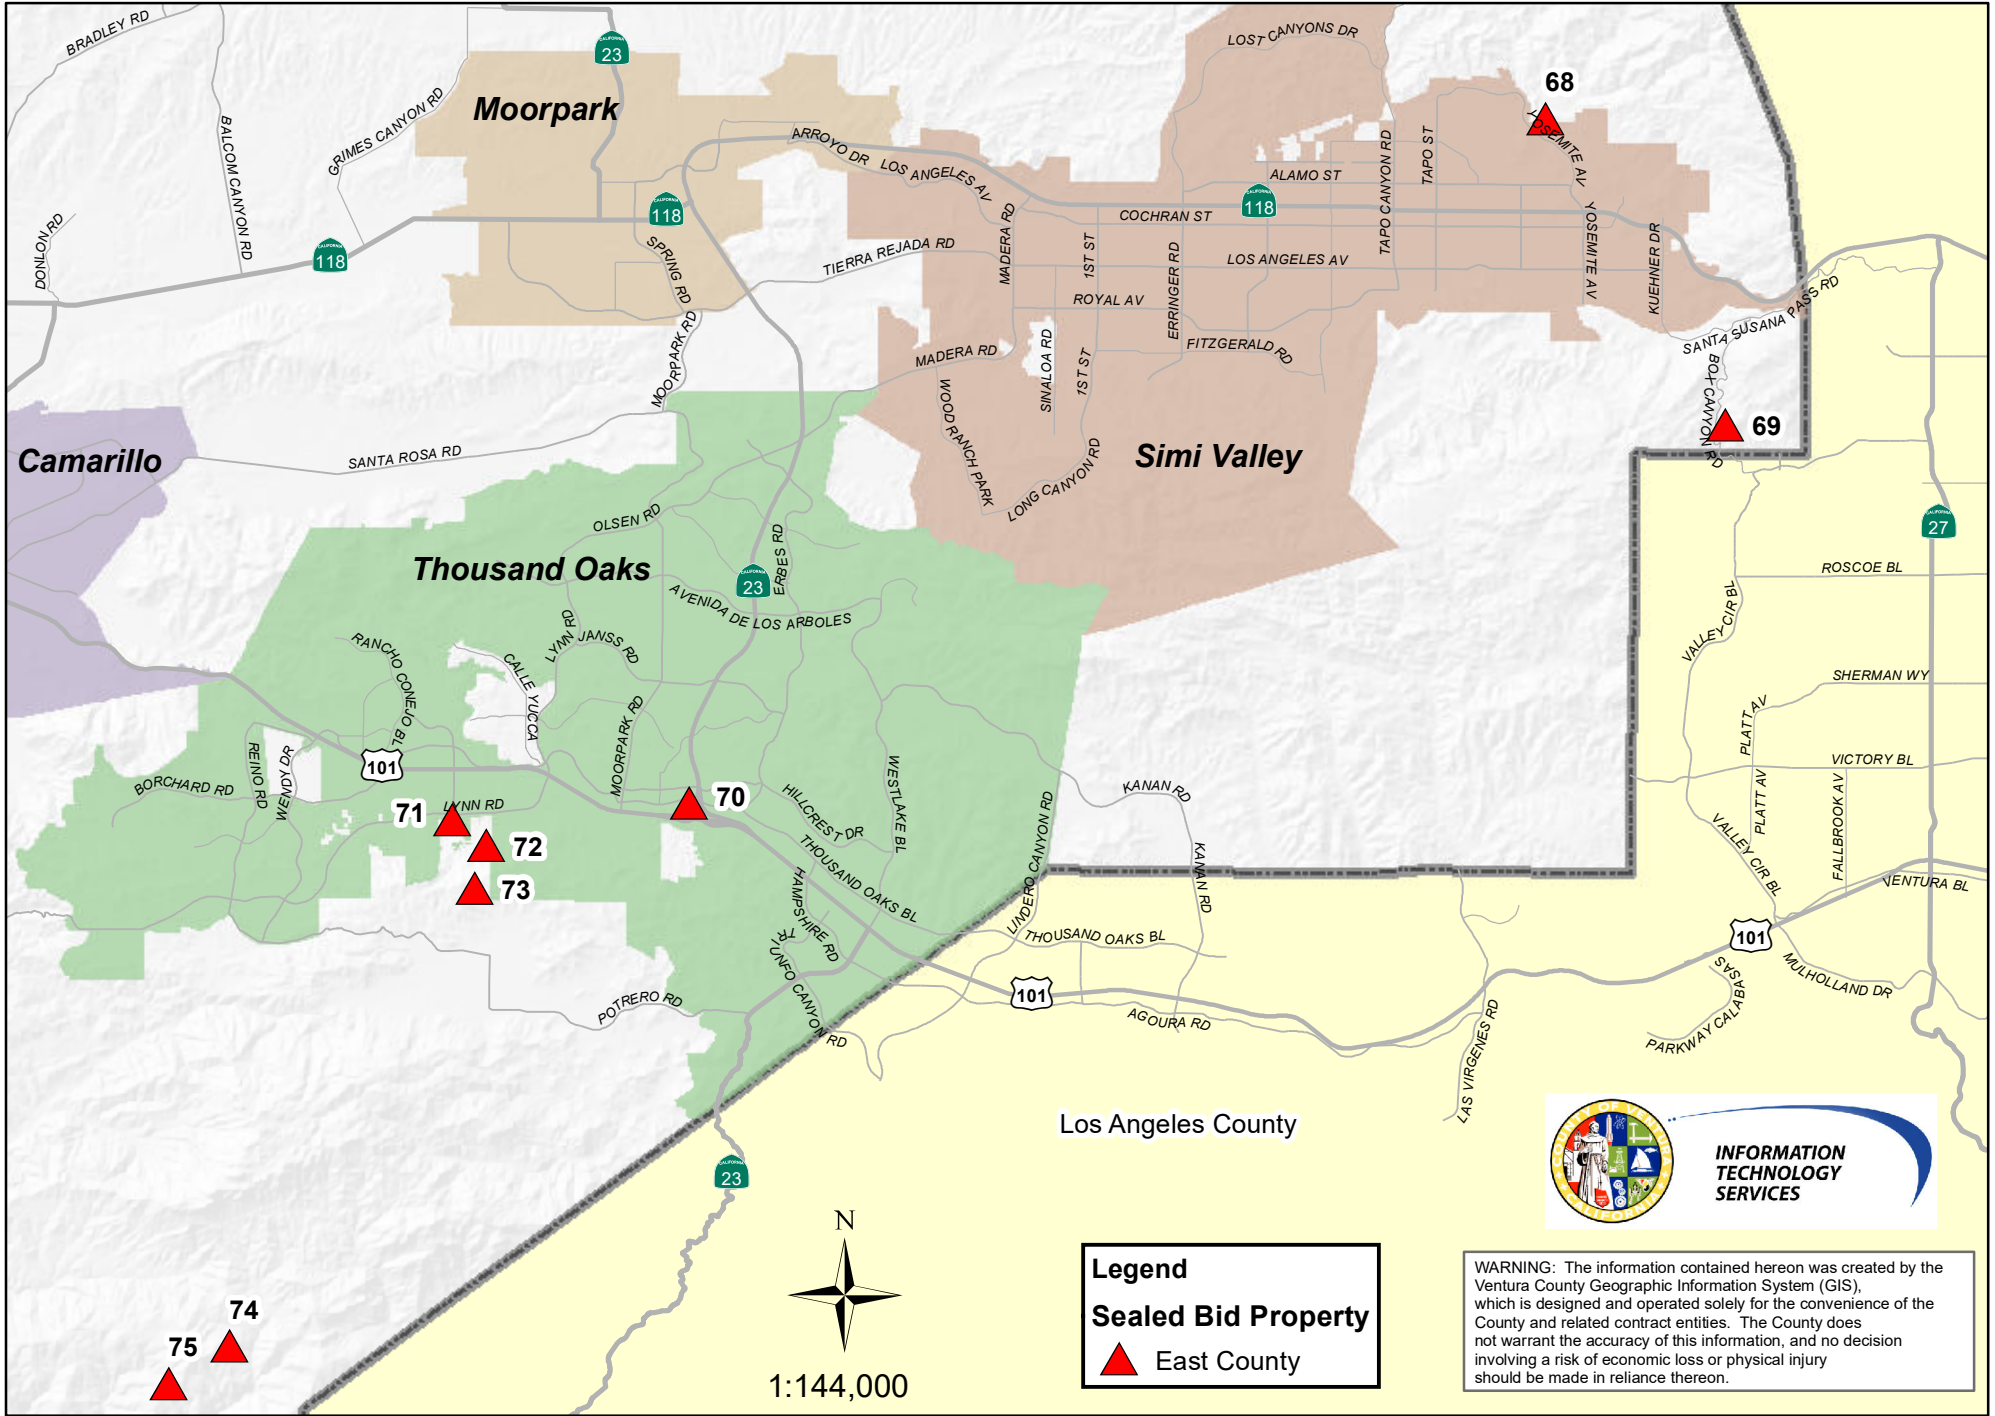 BRADLEY RD
CALIFORNIA
23
LOST CANYONS DR
68
Moorpark
GRIMES CANYON RD
BALCOM CANYON RD
YOSEMITE AV
ARROYO DR
LOS ANGELES AV
TAPO CANYON RD
TAPO ST
ALAMO ST
CALIFORNIA
118
CALIFORNIA
118
COCHRAN ST
MADERA RD
YOSEMITE AV
KUEHNER DR
DONLON RD
CALIFORNIA
118
SPRING RD
TIERRA REJADA RD
1ST ST
ERRINGER RD
LOS ANGELES AV
ROYAL AV
SANTA SUSANA PASS RD
MOORPARK RD
MADERA RD
SINALOA RD
1ST ST
FITZGERALD RD
BOX CANYON RD
69
WOOD RANCH PARK
LONG CANYON RD
Simi Valley
Camarillo
SANTA ROSA RD
OLSEN RD
ERBES RD
CALIFORNIA
27
Thousand Oaks
CALIFORNIA
23
AVENIDA DE LOS ARBOLES
ROSCOE BL
VALLEY CIR BL
RANCHO CONEJO BL
LYNN RD
JANSS RD
CALLE YUCCA
SHERMAN WY
PLATT AV
MOORPARK RD
REINO RD
WENDY DR
101
BORCHARD RD
VICTORY BL
PLATT AV
FALLBROOK AV
WESTLAKE BL
KANAN RD
LYNN RD
70
71
72
73
HILLCREST DR
THOUSAND OAKS BL
LINDERO CANYON RD
KANAN RD
VALLEY CIR BL
VENTURA BL
HAMPSHIRE RD
TRIUNFO CANYON RD
THOUSAND OAKS BL
101
101
MULHOLLAND DR
PARKWAY CALABASAS
POTRERO RD
AGOURA RD
LAS VIRGENES RD
Los Angeles County
CALIFORNIA
23
COUNTY OF VENTURA
CALIFORNIA
INFORMATION
TECHNOLOGY
SERVICES
N
1:144,000
Legend
Sealed Bid Property
East County
74
75
WARNING: The information contained hereon was created by the
Ventura County Geographic Information System (GIS),
which is designed and operated solely for the convenience of the
County and related contract entities. The County does
not warrant the accuracy of this information, and no decision
involving a risk of economic loss or physical injury
should be made in reliance thereon.